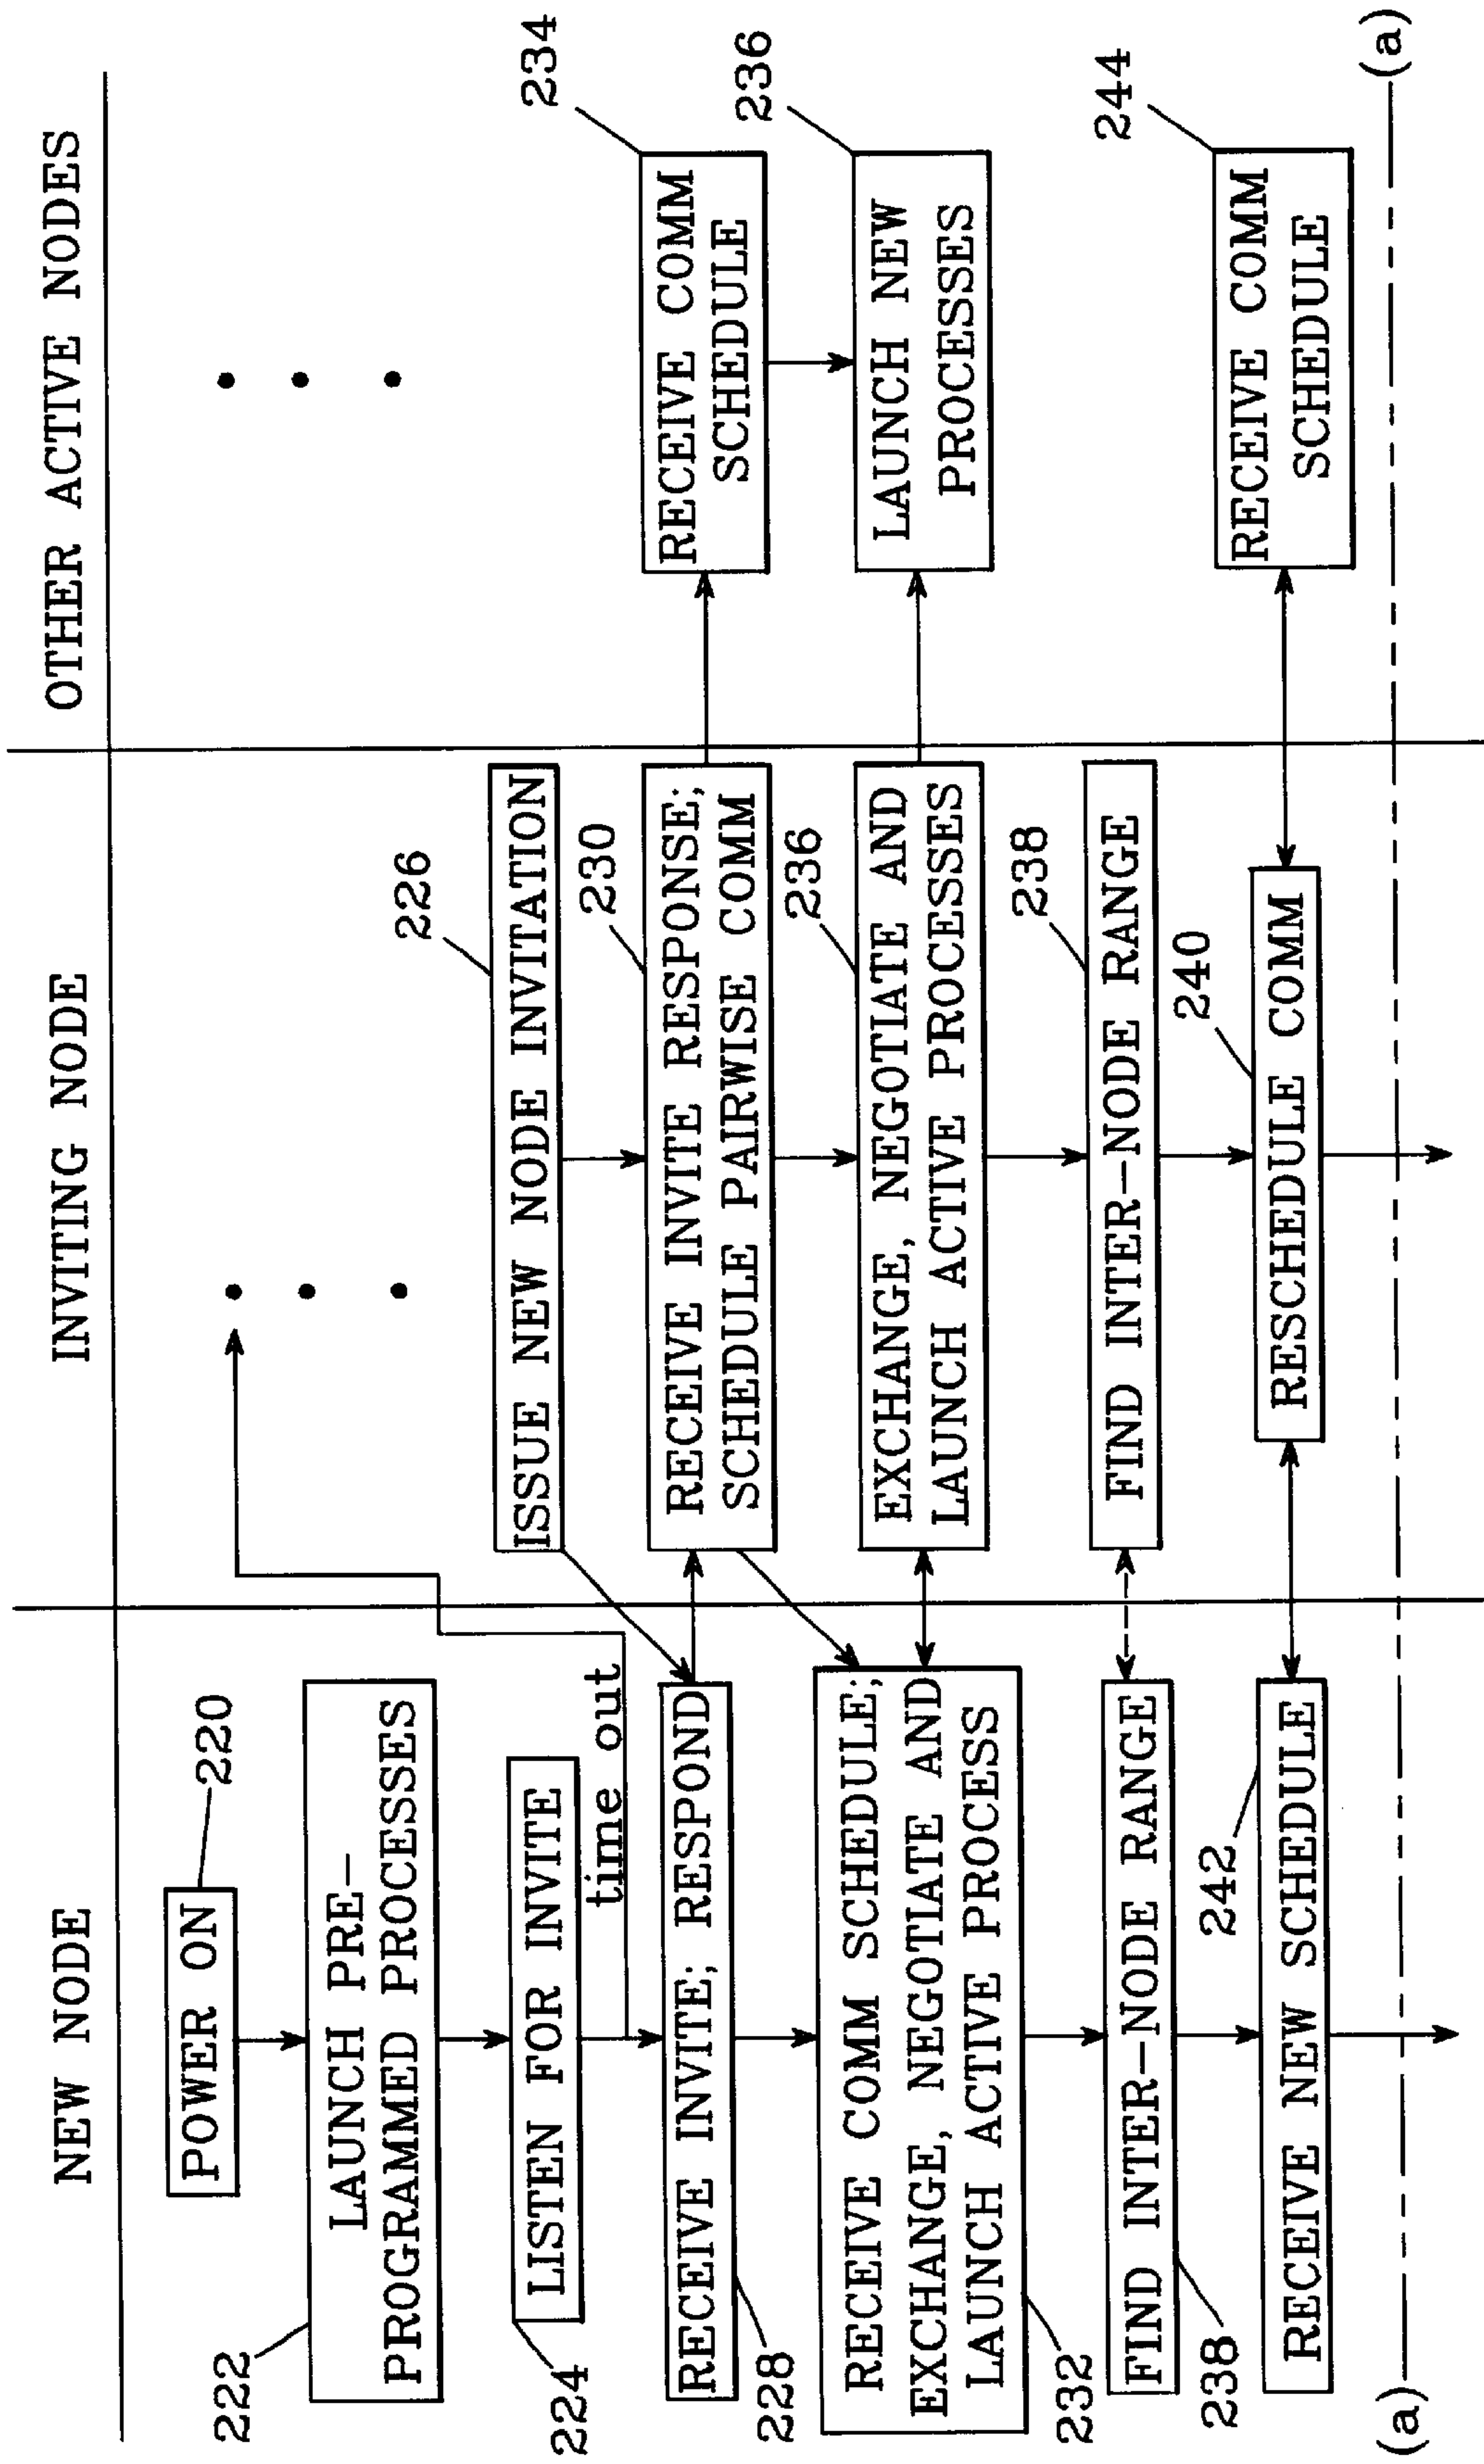 NEW NODE
INVITING NODE
OTHER ACTIVE NODES
POWER ON
220
222
LAUNCH PRE-
PROGRAMMED PROCESSES
224
LISTEN FOR INVITE
time out
226
ISSUE NEW NODE INVITATION
RECEIVE INVITE; RESPOND
228
230
RECEIVE INVITE RESPONSE;
SCHEDULE PAIRWISE COMM
234
RECEIVE COMM
SCHEDULE
RECEIVE COMM SCHEDULE;
EXCHANGE, NEGOTIATE AND
LAUNCH ACTIVE PROCESS
232
236
EXCHANGE, NEGOTIATE AND
LAUNCH ACTIVE PROCESSES
236
LAUNCH NEW
PROCESSES
FIND INTER-NODE RANGE
238
238
FIND INTER-NODE RANGE
242
RECEIVE NEW SCHEDULE
240
RESCHEDULE COMM
244
RECEIVE COMM
SCHEDULE
(a)
(a)